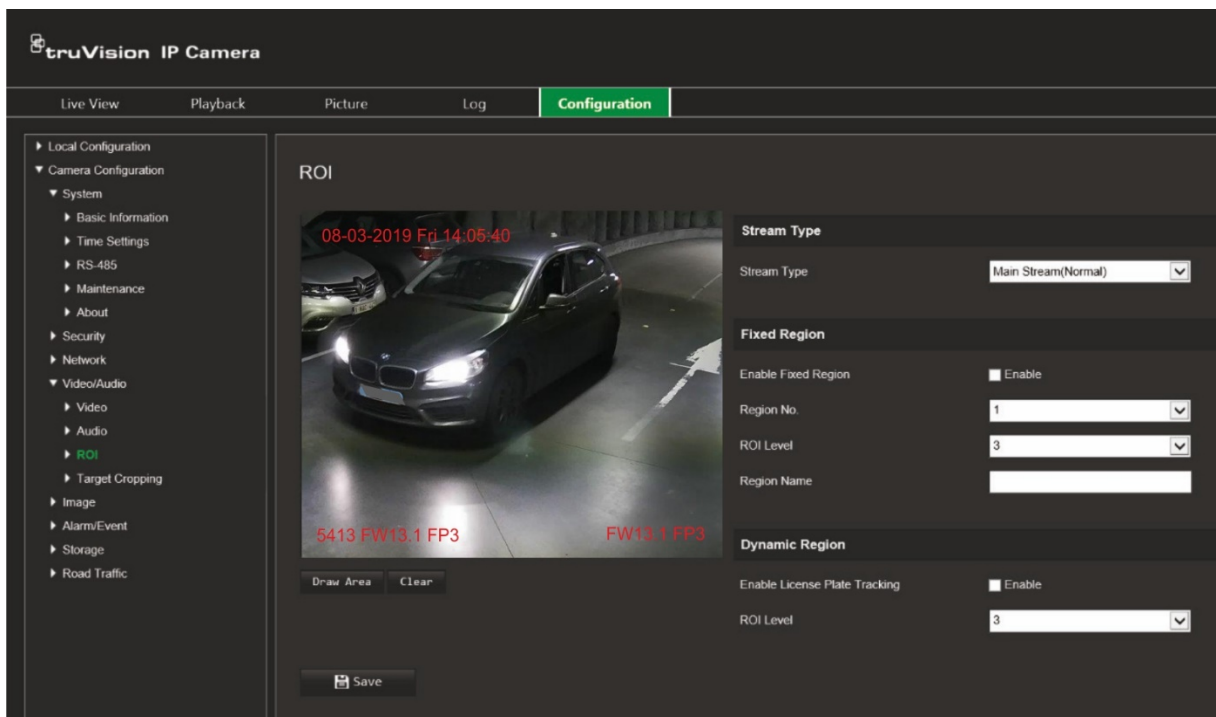 truVision IP Camera
Live View Playback Picture Log Configuration
Local Configuration
Camera Configuration
System
Basic Information
Time Settings
RS-485
Maintenance
About
Security
Network
Video/Audio
Video
Audio
ROI
Target Cropping
Image
Alarm/Event
Storage
Road Traffic
ROI
08-03-2019 Fri 14:05:40
5413 FW13.1 FP3 FW13.1 FP3
Draw Area Clear
Save
Stream Type
Stream Type Main Stream(Normal)
Fixed Region
Enable Fixed Region Enable
Region No. 1
ROI Level 3
Region Name
Dynamic Region
Enable License Plate Tracking Enable
ROI Level 3